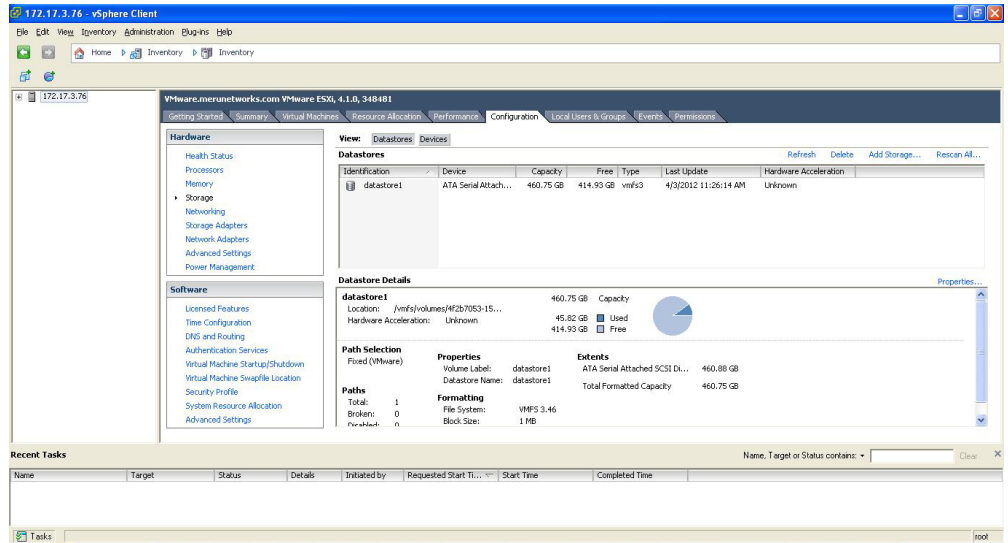 172.17.3.76 - vSphere Client
File Edit View Inventory Administration Plug-ins Help
Home Inventory Inventory
172.17.3.76
VMware.merunetworks.com VMware ESXi, 4.1.0, 348481
Getting Started Summary Virtual Machines Resource Allocation Performance Configuration Local Users & Groups Events Permissions
Hardware
Health Status
Processors
Memory
Storage
Networking
Storage Adapters
Network Adapters
Advanced Settings
Power Management
Software
Licensed Features
Time Configuration
DNS and Routing
Authentication Services
Virtual Machine Startup/Shutdown
Virtual Machine Swapfile Location
Security Profile
System Resource Allocation
Advanced Settings
View: Datastores Devices
Datastores Refresh Delete Add Storage... Rescan All...
Identification Device Capacity Free Type Last Update Hardware Acceleration
datastore1 ATA Serial Attach... 460.75 GB 414.93 GB vmfs3 4/3/2012 11:26:14 AM Unknown
Datastore Details Properties...
datastore1 460.75 GB Capacity
Location: /vmfs/volumes/4f2b7053-15...
Hardware Acceleration: Unknown
45.82 GB Used
414.93 GB Free
Path Selection
Fixed (VMware)
Paths
Total: 1
Broken: 0
Disabled: 0
Properties
Volume Label: datastore1
Datastore Name: datastore1
Formatting
File System: VMFS 3.46
Block Size: 1 MB
Extents
ATA Serial Attached SCSI Di... 460.88 GB
Total Formatted Capacity 460.75 GB
Recent Tasks Name, Target or Status contains: Clear
Name Target Status Details Initiated by Requested Start Ti... Start Time Completed Time
Tasks root